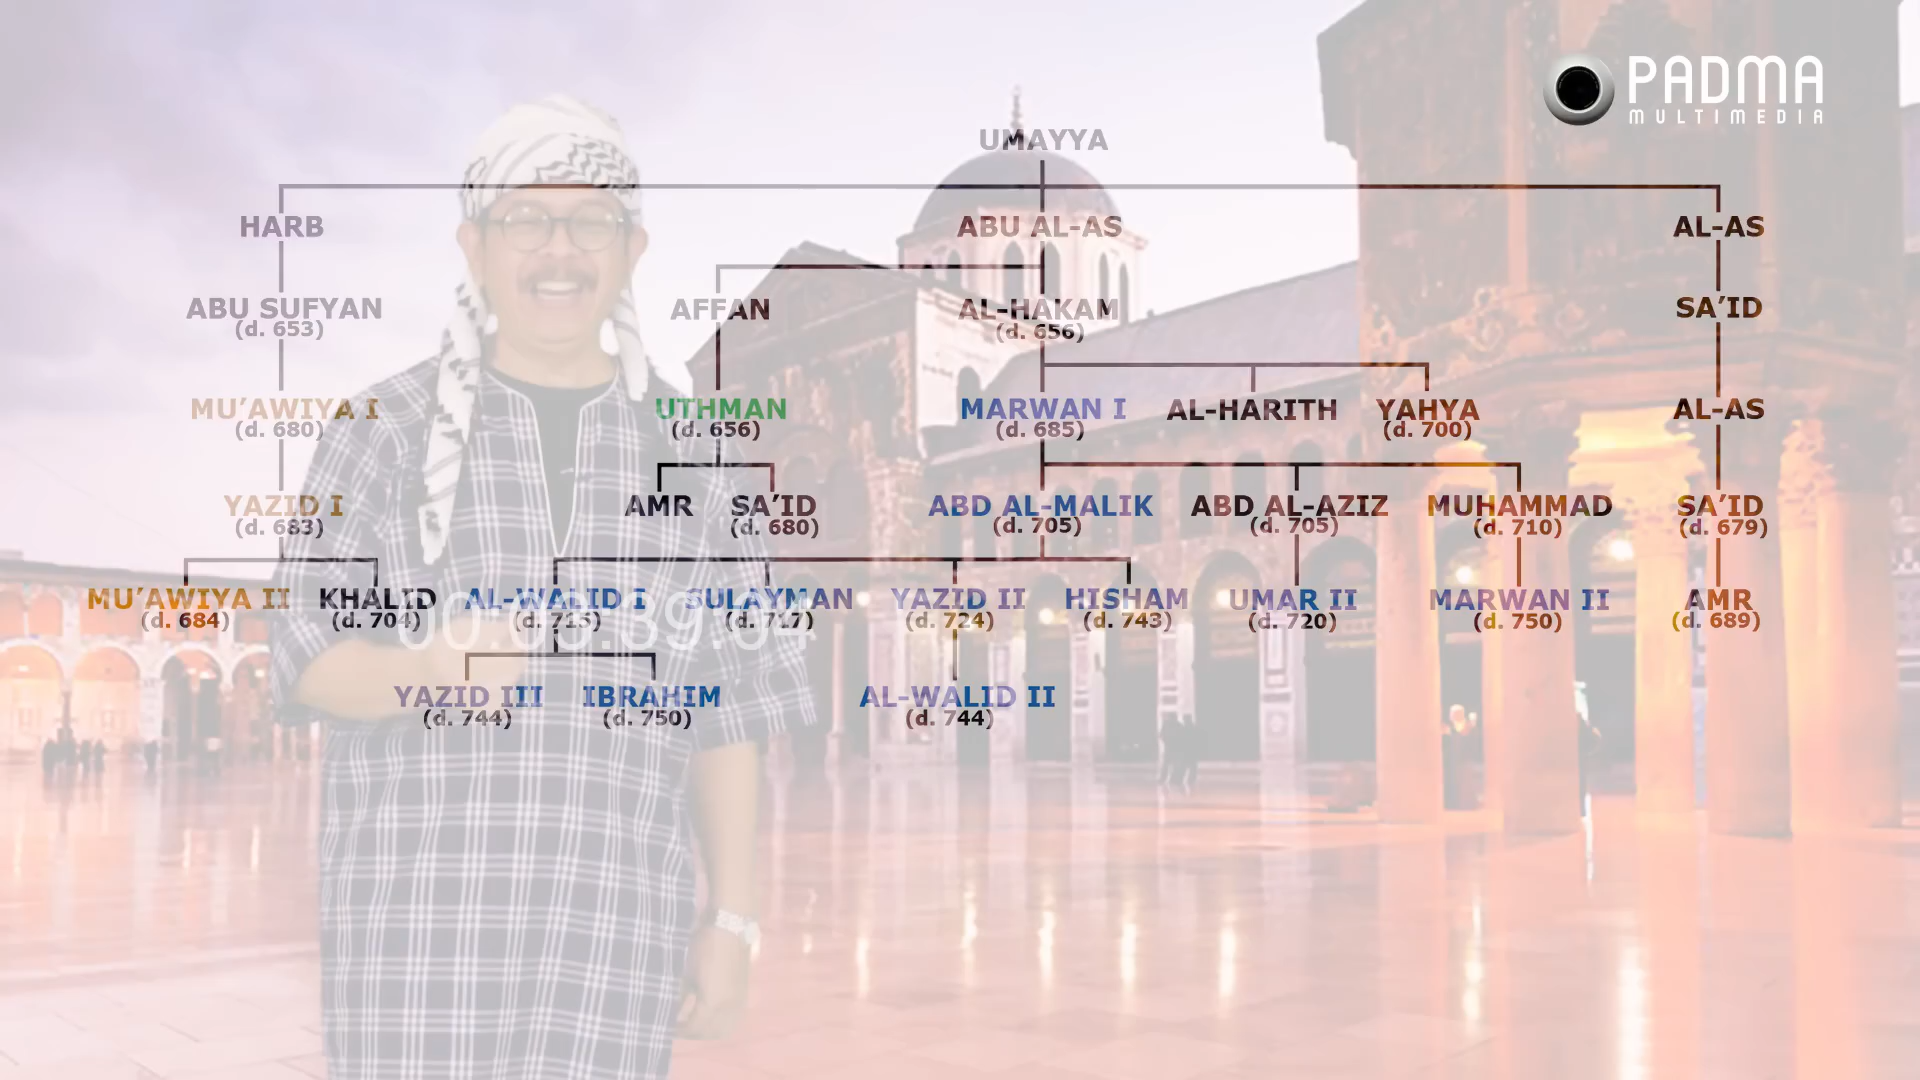 PADMA
MULTIMEDIA
UMAYYA
HARB
ABU AL-AS
AL-AS
ABU SUFYAN
(d. 653)
AFFAN
AL-HAKAM
(d. 656)
SA’ID
MU’AWIYA I
(d. 680)
UTHMAN
(d. 656)
MARWAN I
(d. 685)
AL-HARITH
YAHYA
(d. 700)
AL-AS
YAZID I
(d. 683)
AMR
SA’ID
(d. 680)
ABD AL-MALIK
(d. 705)
ABD AL-AZIZ
(d. 705)
MUHAMMAD
(d. 710)
SA’ID
(d. 679)
MU’AWIYA II
(d. 684)
KHALID
(d. 704)
AL-WALID I
(d. 715)
SULAYMAN
(d. 717)
YAZID II
(d. 724)
HISHAM
(d. 743)
UMAR II
(d. 720)
MARWAN II
(d. 750)
AMR
(d. 689)
YAZID III
(d. 744)
IBRAHIM
(d. 750)
AL-WALID II
(d. 744)